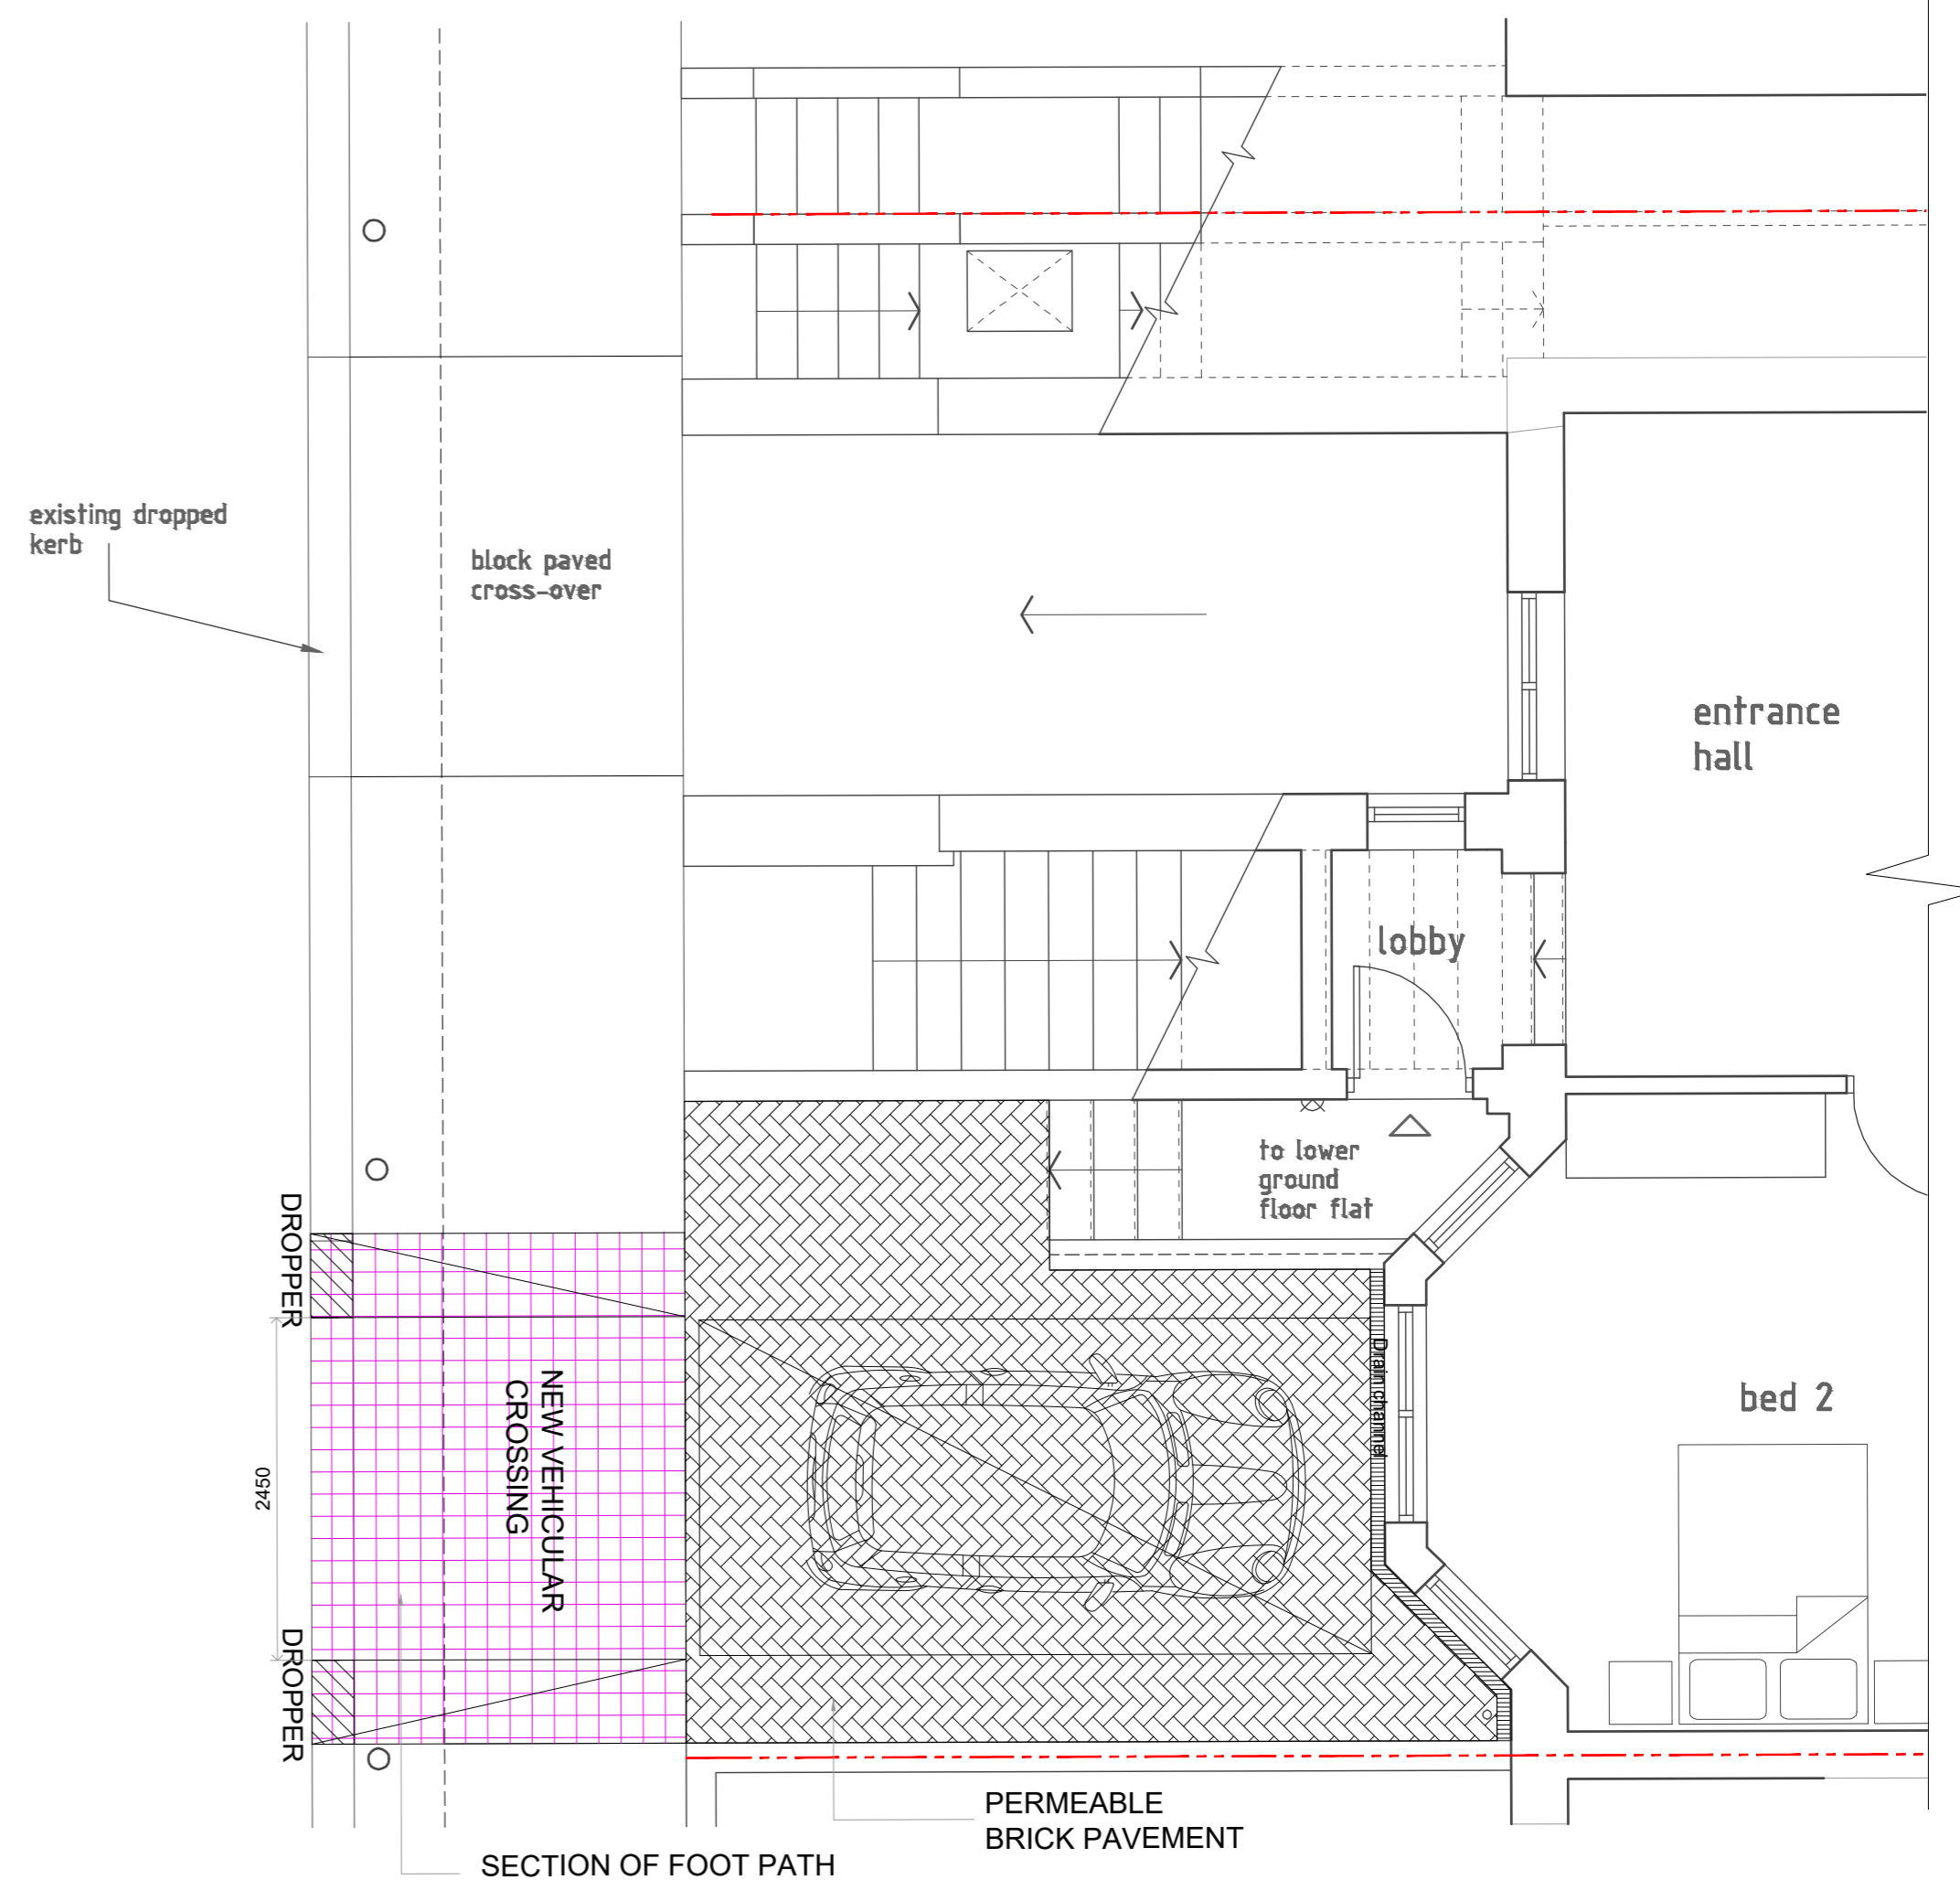 existing dropped
kerb
block paved
cross-over
entrance
hall
lobby
to lower
ground
floor flat
DROPPER
Drain channel
NEW VEHICULAR
CROSSING
bed 2
2450
DROPPER
PERMEABLE
BRICK PAVEMENT
SECTION OF FOOT PATH